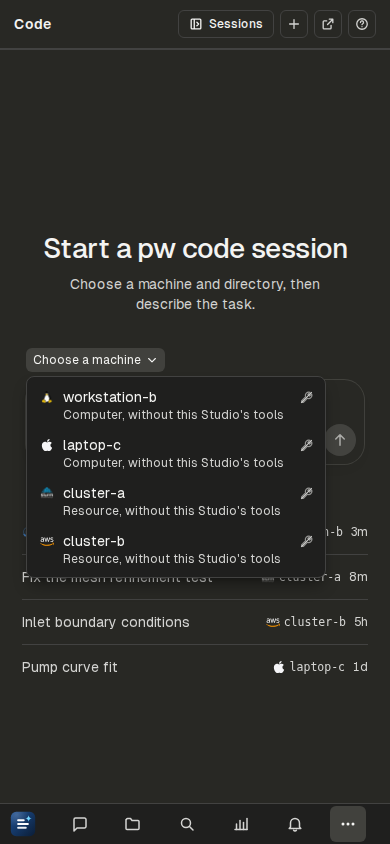 Code
Sessions
Start a pw code session
Choose a machine and directory, then
describe the task.
Choose a machine
workstation-b
Computer, without this Studio's tools
laptop-c
Computer, without this Studio's tools
cluster-a
Resource, without this Studio's tools
cluster-b
Resource, without this Studio's tools
aws
n-b 3m
Fix the mesh refinement test cluster-a 8m
Inlet boundary conditions aws cluster-b 5h
Pump curve fit laptop-c 1d